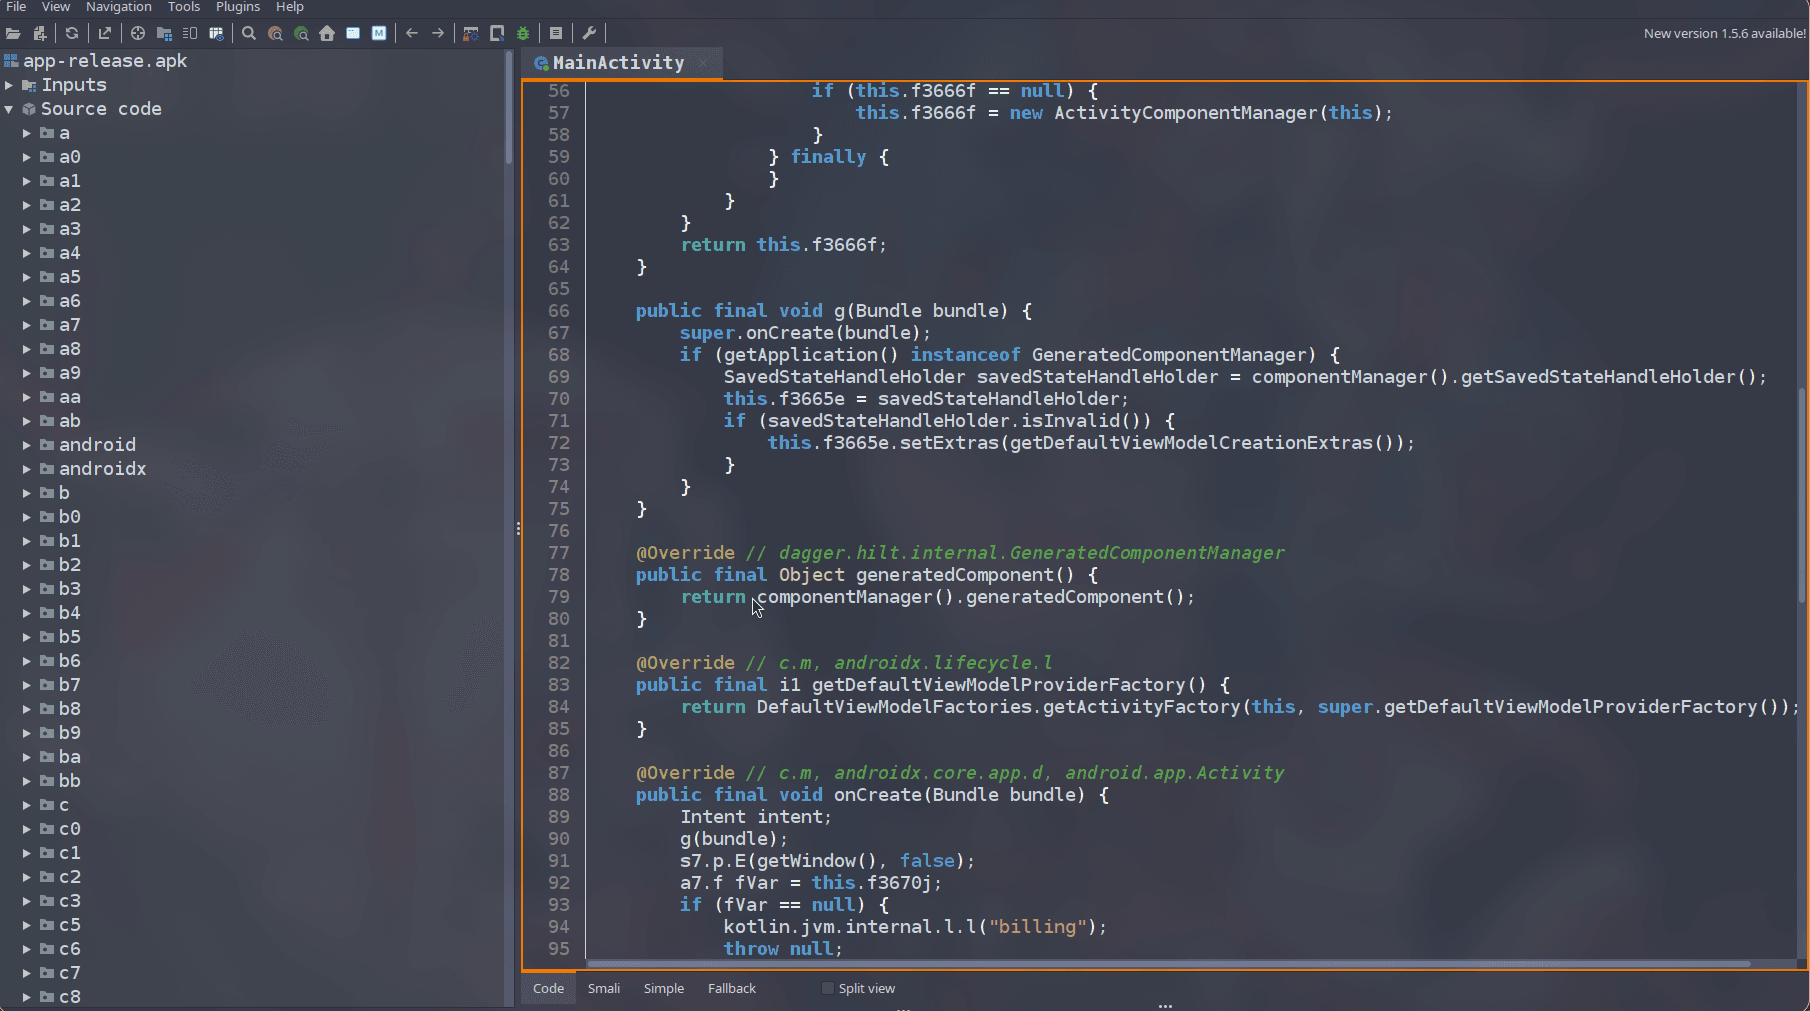 File View Navigation Tools Plugins Help
New version 1.5.6 available!
app-release.apk
Inputs
Source code
a
a0
a1
a2
a3
a4
a5
a6
a7
a8
a9
aa
ab
android
androidx
b
b0
b1
b2
b3
b4
b5
b6
b7
b8
b9
ba
bb
c
c0
c1
c2
c3
c5
c6
c7
c8
MainActivity
56 if (this.f3666f == null) {
57 this.f3666f = new ActivityComponentManager(this);
58 }
59 } finally {
60 }
61 }
62 }
63 return this.f3666f;
64 }
65
66 public final void g(Bundle bundle) {
67 super.onCreate(bundle);
68 if (getApplication() instanceof GeneratedComponentManager) {
69 SavedStateHandleHolder savedStateHandleHolder = componentManager().getSavedStateHandleHolder();
70 this.f3665e = savedStateHandleHolder;
71 if (savedStateHandleHolder.isInvalid()) {
72 this.f3665e.setExtras(getDefaultViewModelCreationExtras());
73 }
74 }
75 }
76
77 @Override // dagger.hilt.internal.GeneratedComponentManager
78 public final Object generatedComponent() {
79 return componentManager().generatedComponent();
80 }
81
82 @Override // c.m, androidx.lifecycle.l
83 public final i1 getDefaultViewModelProviderFactory() {
84 return DefaultViewModelFactories.getActivityFactory(this, super.getDefaultViewModelProviderFactory());
85 }
86
87 @Override // c.m, androidx.core.app.d, android.app.Activity
88 public final void onCreate(Bundle bundle) {
89 Intent intent;
90 g(bundle);
91 s7.p.E(getWindow(), false);
92 a7.f fVar = this.f3670j;
93 if (fVar == null) {
94 kotlin.jvm.internal.l.l("billing");
95 throw null;
Code Smali Simple Fallback Split view